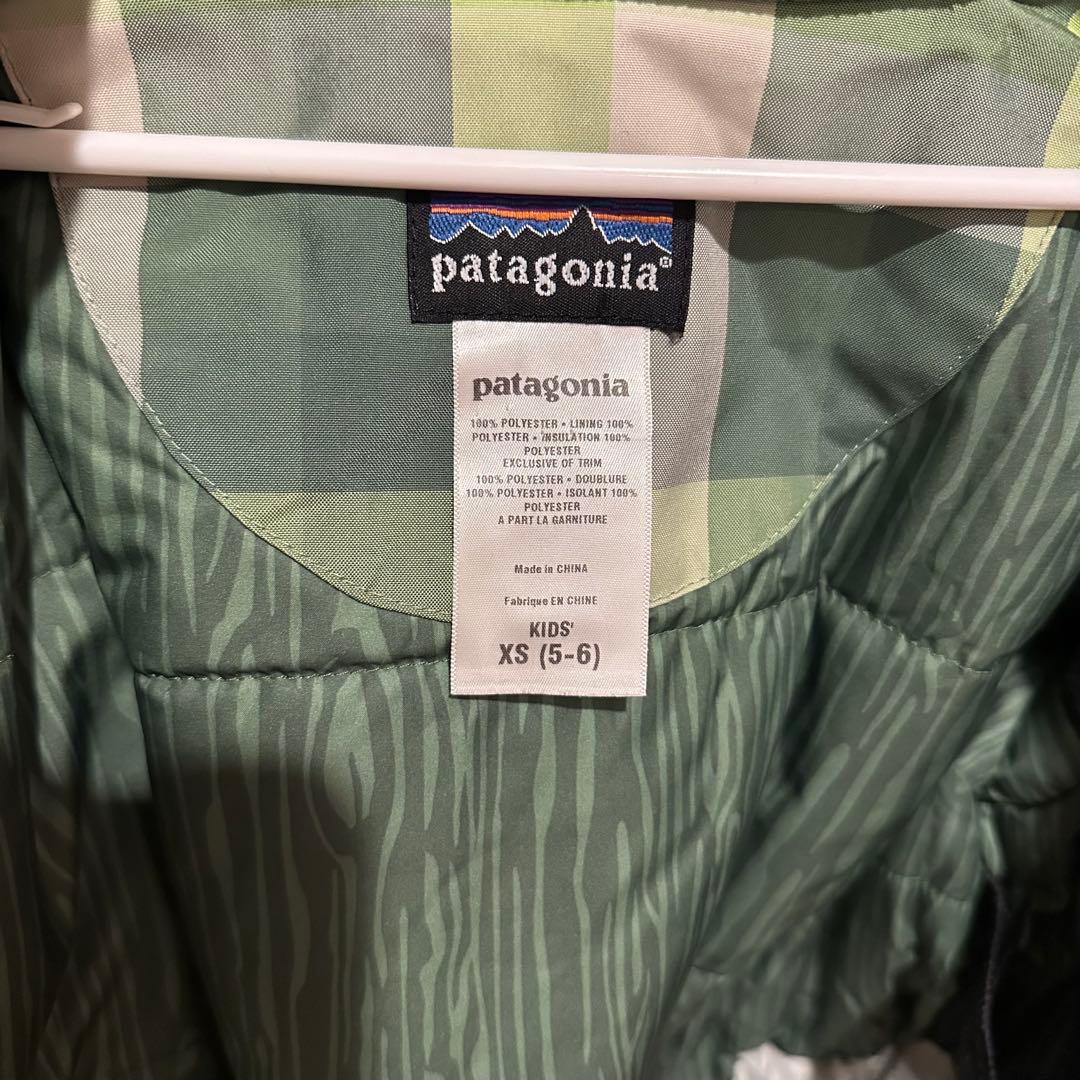 patagonia®
patagonia
100% POLYESTER • LINING 100%
POLYESTER • INSULATION 100%
POLYESTER
EXCLUSIVE OF TRIM
100% POLYESTER • DOUBLURE
100% POLYESTER • ISOLANT 100%
POLYESTER
A PART LA GARNITURE
Made in CHINA
Fabrique EN CHINE
KIDS'
XS (5-6)